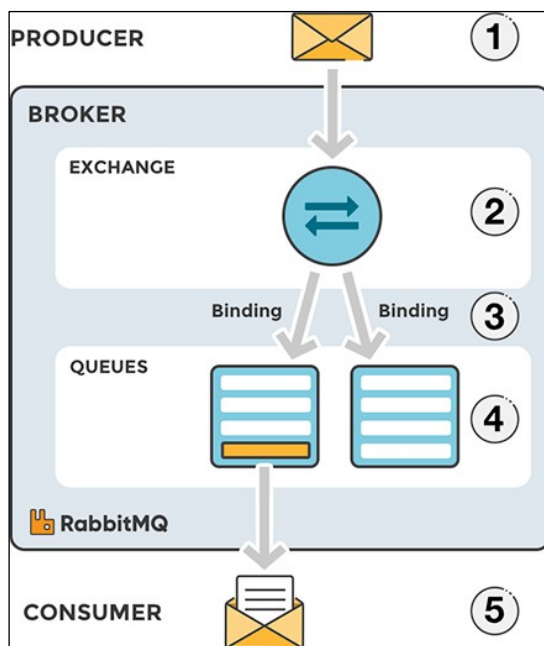 PRODUCER 1
BROKER
EXCHANGE
2
Binding Binding 3
QUEUES
4
RabbitMQ
CONSUMER 5